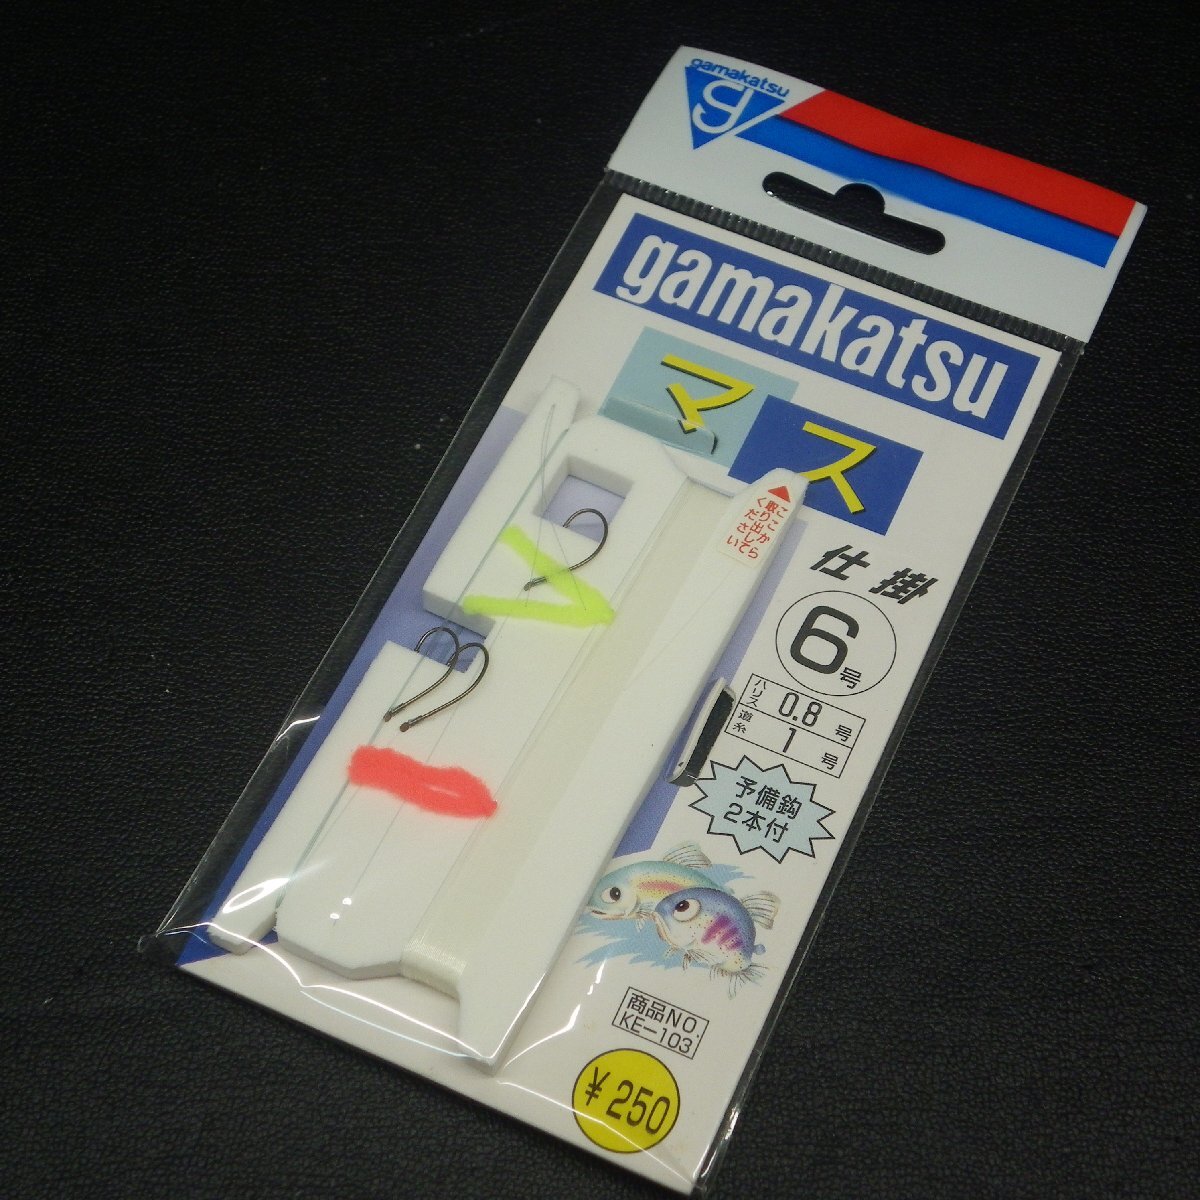 gamakatsu
g
gamakatsu
マス
ここから
取り出して
ください
仕掛
6号
ハリス 0.8号
道糸 1号
予備鈎
2本付
商品NO.
KE-103
¥250